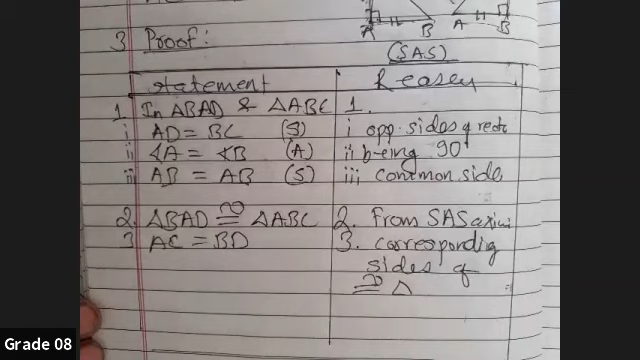 A B A B
(SAS)
3 Proof:
statement Reason
1. In ΔBAD & ΔABC 1.
i AD = BC (S) i opp. sides of rect
ii ∢A = ∢B (A) ii being 90°
iii AB = AB (S) iii common side
2. ΔBAD ≅ ΔABC 2. from SAS axiom
3 AC = BD 3. correspondig
sides of
≅ Δ
Grade 08